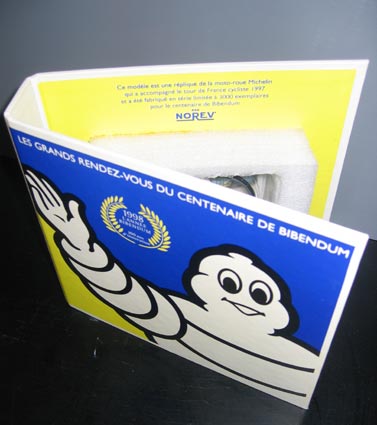 Ce modèle est une réplique de la moto-roue Michelin
qui a accompagné le tour de France cycliste 1997
et a été fabriqué en série limitée à 3000 exemplaires
pour le centenaire de Bibendum
NOREV
LES GRANDS RENDEZ-VOUS DU CENTENAIRE DE BIBENDUM
1998
L'ANNÉE
BIBENDUM